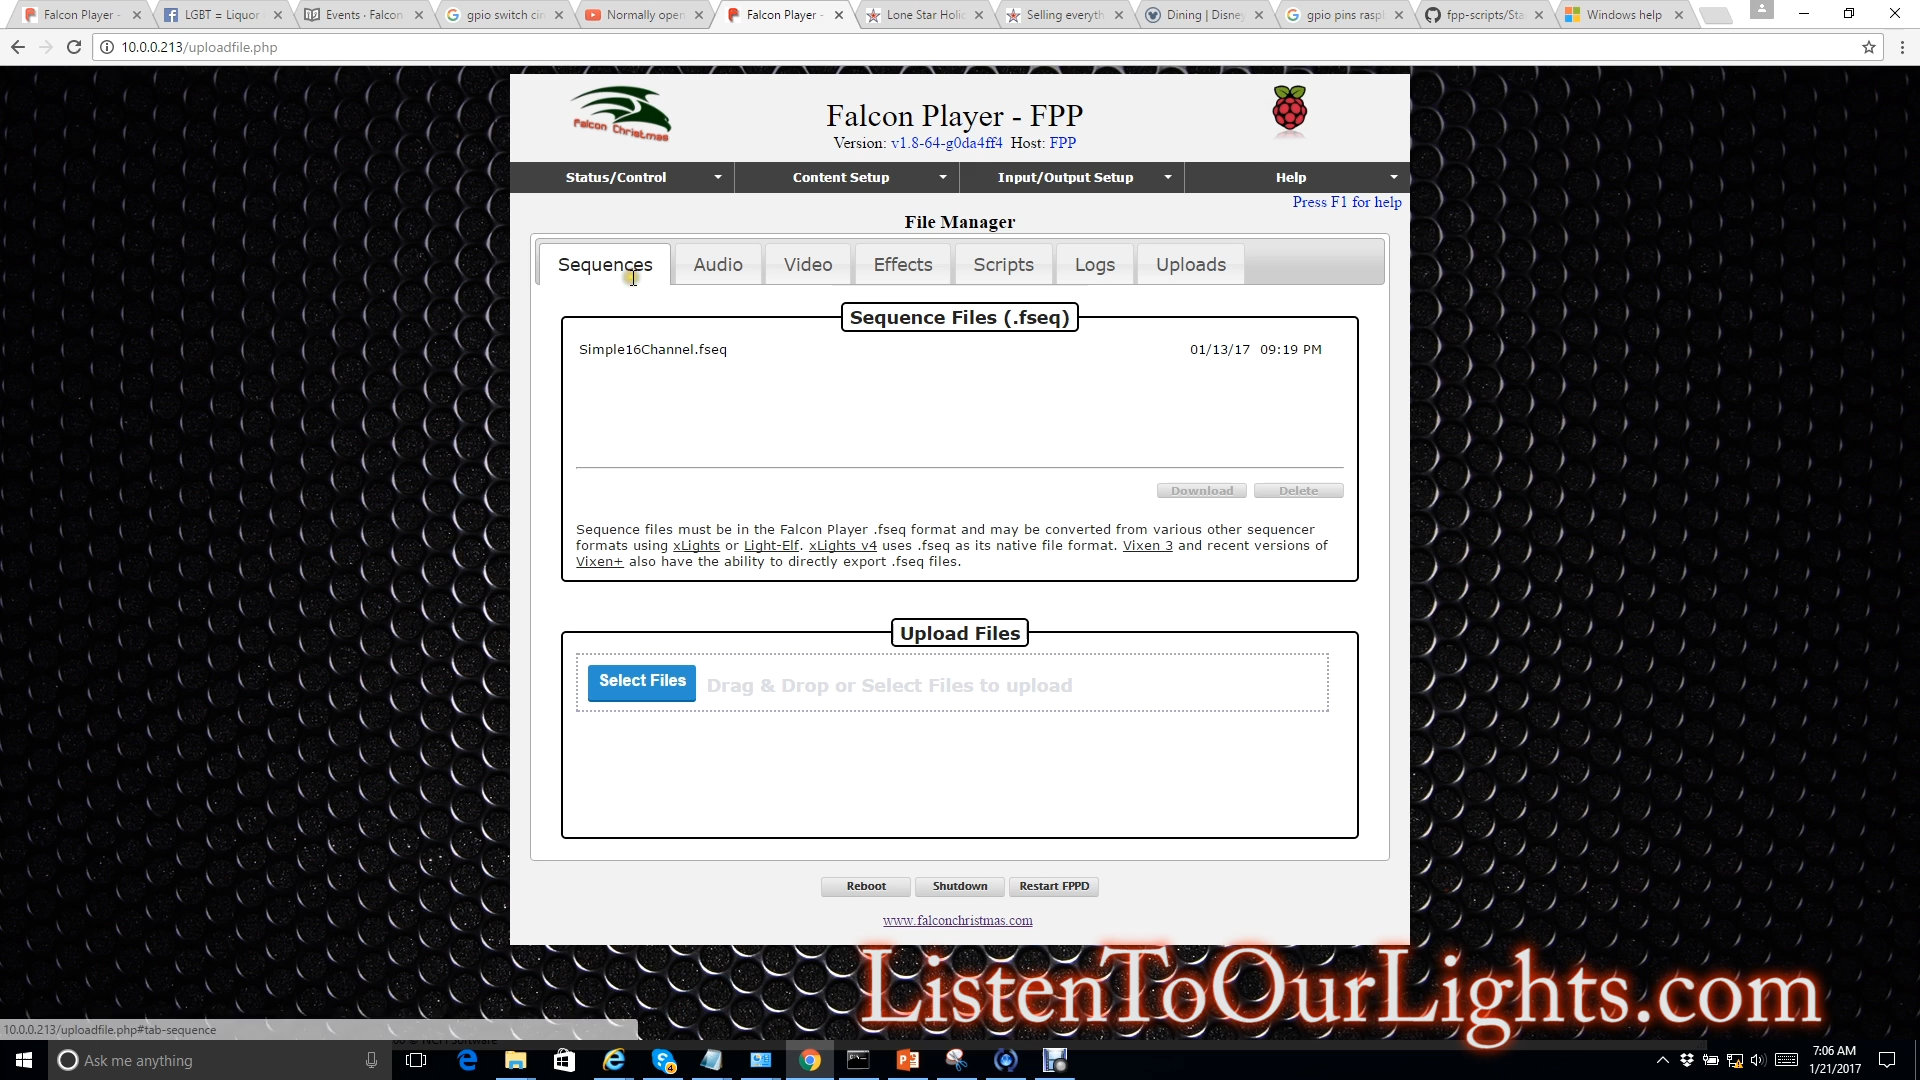 Falcon Player -
LGBT = Liquor
Events · Falcon
gpio switch cir
Normally open
Falcon Player -
Lone Star Holic
Selling everyth
Dining | Disney
gpio pins raspl
fpp-scripts/Sta
Windows help
10.0.0.213/uploadfile.php
Falcon Christmas
Falcon Player - FPP
Version: v1.8-64-g0da4ff4 Host: FPP
Status/Control
Content Setup
Input/Output Setup
Help
Press F1 for help
File Manager
Sequences
Audio
Video
Effects
Scripts
Logs
Uploads
Sequence Files (.fseq)
Simple16Channel.fseq 01/13/17 09:19 PM
Download
Delete
Sequence files must be in the Falcon Player .fseq format and may be converted from various other sequencer
formats using xLights or Light-Elf. xLights v4 uses .fseq as its native file format. Vixen 3 and recent versions of
Vixen+ also have the ability to directly export .fseq files.
Upload Files
Select Files
Drag & Drop or Select Files to upload
Reboot
Shutdown
Restart FPPD
www.falconchristmas.com
ListenToOurLights.com
10.0.0.213/uploadfile.php#tab-sequence
Ask me anything
4
7:06 AM
1/21/2017